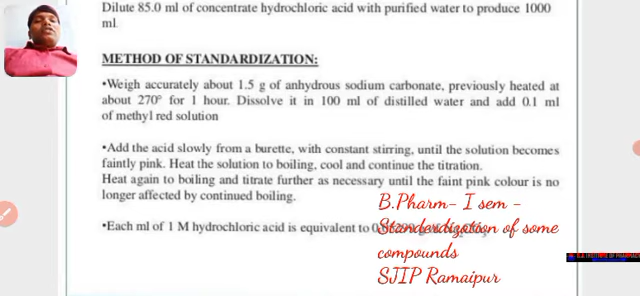 Dilute 85.0 ml of concentrate hydrochloric acid with purified water to produce 1000
ml.
METHOD OF STANDARDIZATION:
•Weigh accurately about 1.5 g of anhydrous sodium carbonate, previously heated at
about 270° for 1 hour. Dissolve it in 100 ml of distilled water and add 0.1 ml
of methyl red solution
•Add the acid slowly from a burette, with constant stirring, until the solution becomes
faintly pink. Heat the solution to boiling, cool and continue the titration.
Heat again to boiling and titrate further as necessary until the faint pink colour is no
longer affected by continued boiling.
•Each ml of 1 M hydrochloric acid is equivalent to
B.Pharm- I sem -
Standardization of some
compounds
SJIP Ramaipur